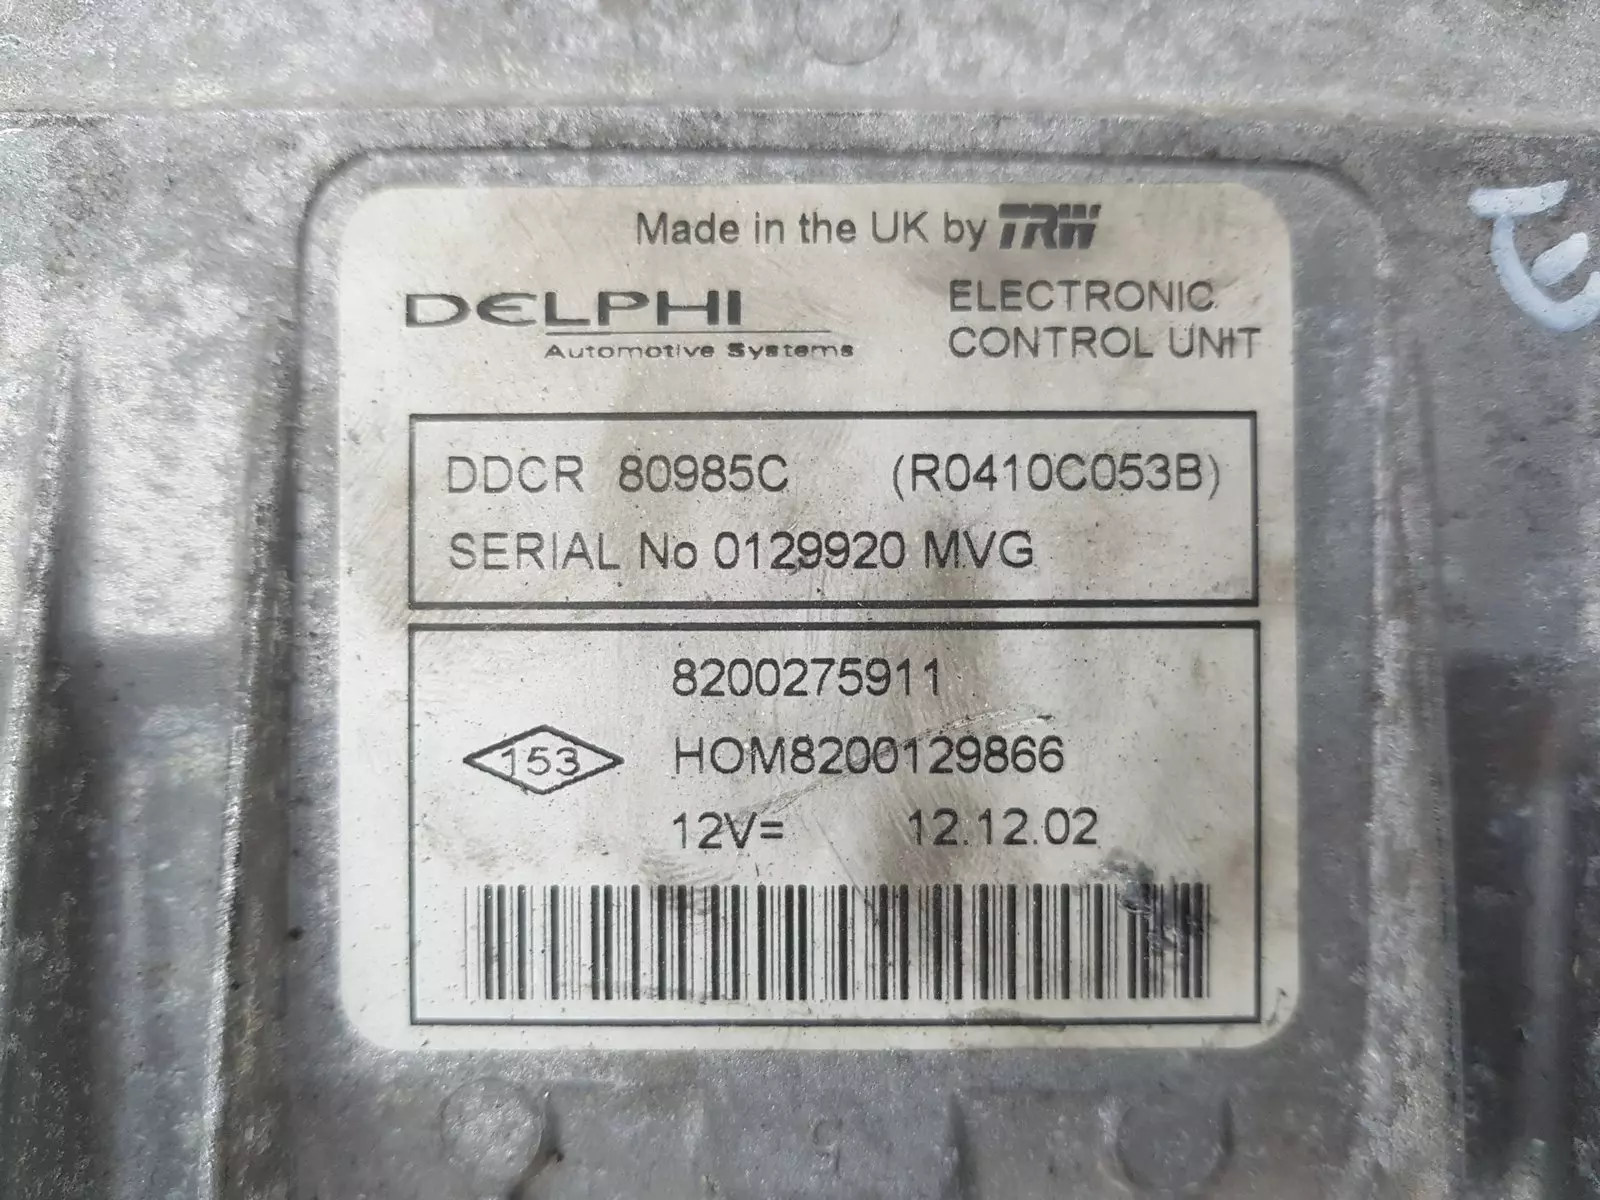 Made in the UK by TRW
DELPHI
Automotive Systems
ELECTRONIC
CONTROL UNIT
DDCR 80985C (R0410C053B)
SERIAL No 0129920 MVG
8200275911
153 HOM8200129866
12V= 12.12.02